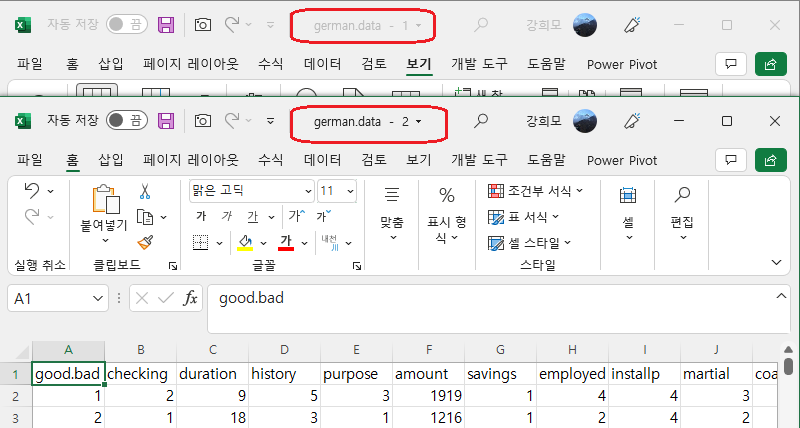 자동 저장 끔 german.data - 1 강희모
파일 홈 삽입 페이지 레이아웃 수식 데이터 검토 보기 개발 도구 도움말 Power Pivot
자동 저장 끔 german.data - 2 강희모
파일 홈 삽입 페이지 레이아웃 수식 데이터 검토 보기 개발 도구 도움말 Power Pivot
맑은 고딕 11 조건부 서식
붙여넣기 가 가 가 가 가 맞춤 % 표시 형식 표 서식 셀 편집
가 내천 川 셀 스타일
실행 취소 클립보드 글꼴 스타일
A1 fx good.bad
A B C D E F G H I J
1 good.bad checking duration history purpose amount savings employed installp martial coa
2 1 2 9 5 3 1919 1 4 4 3
3 2 1 18 3 1 1216 1 2 4 2